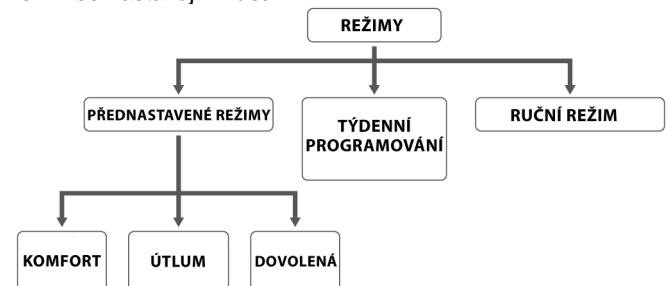 REŽIMY
PŘEDNASTAVENÉ REŽIMY
TÝDENNÍ
PROGRAMOVÁNÍ
RUČNÍ REŽIM
KOMFORT
ÚTLUM
DOVOLENÁ